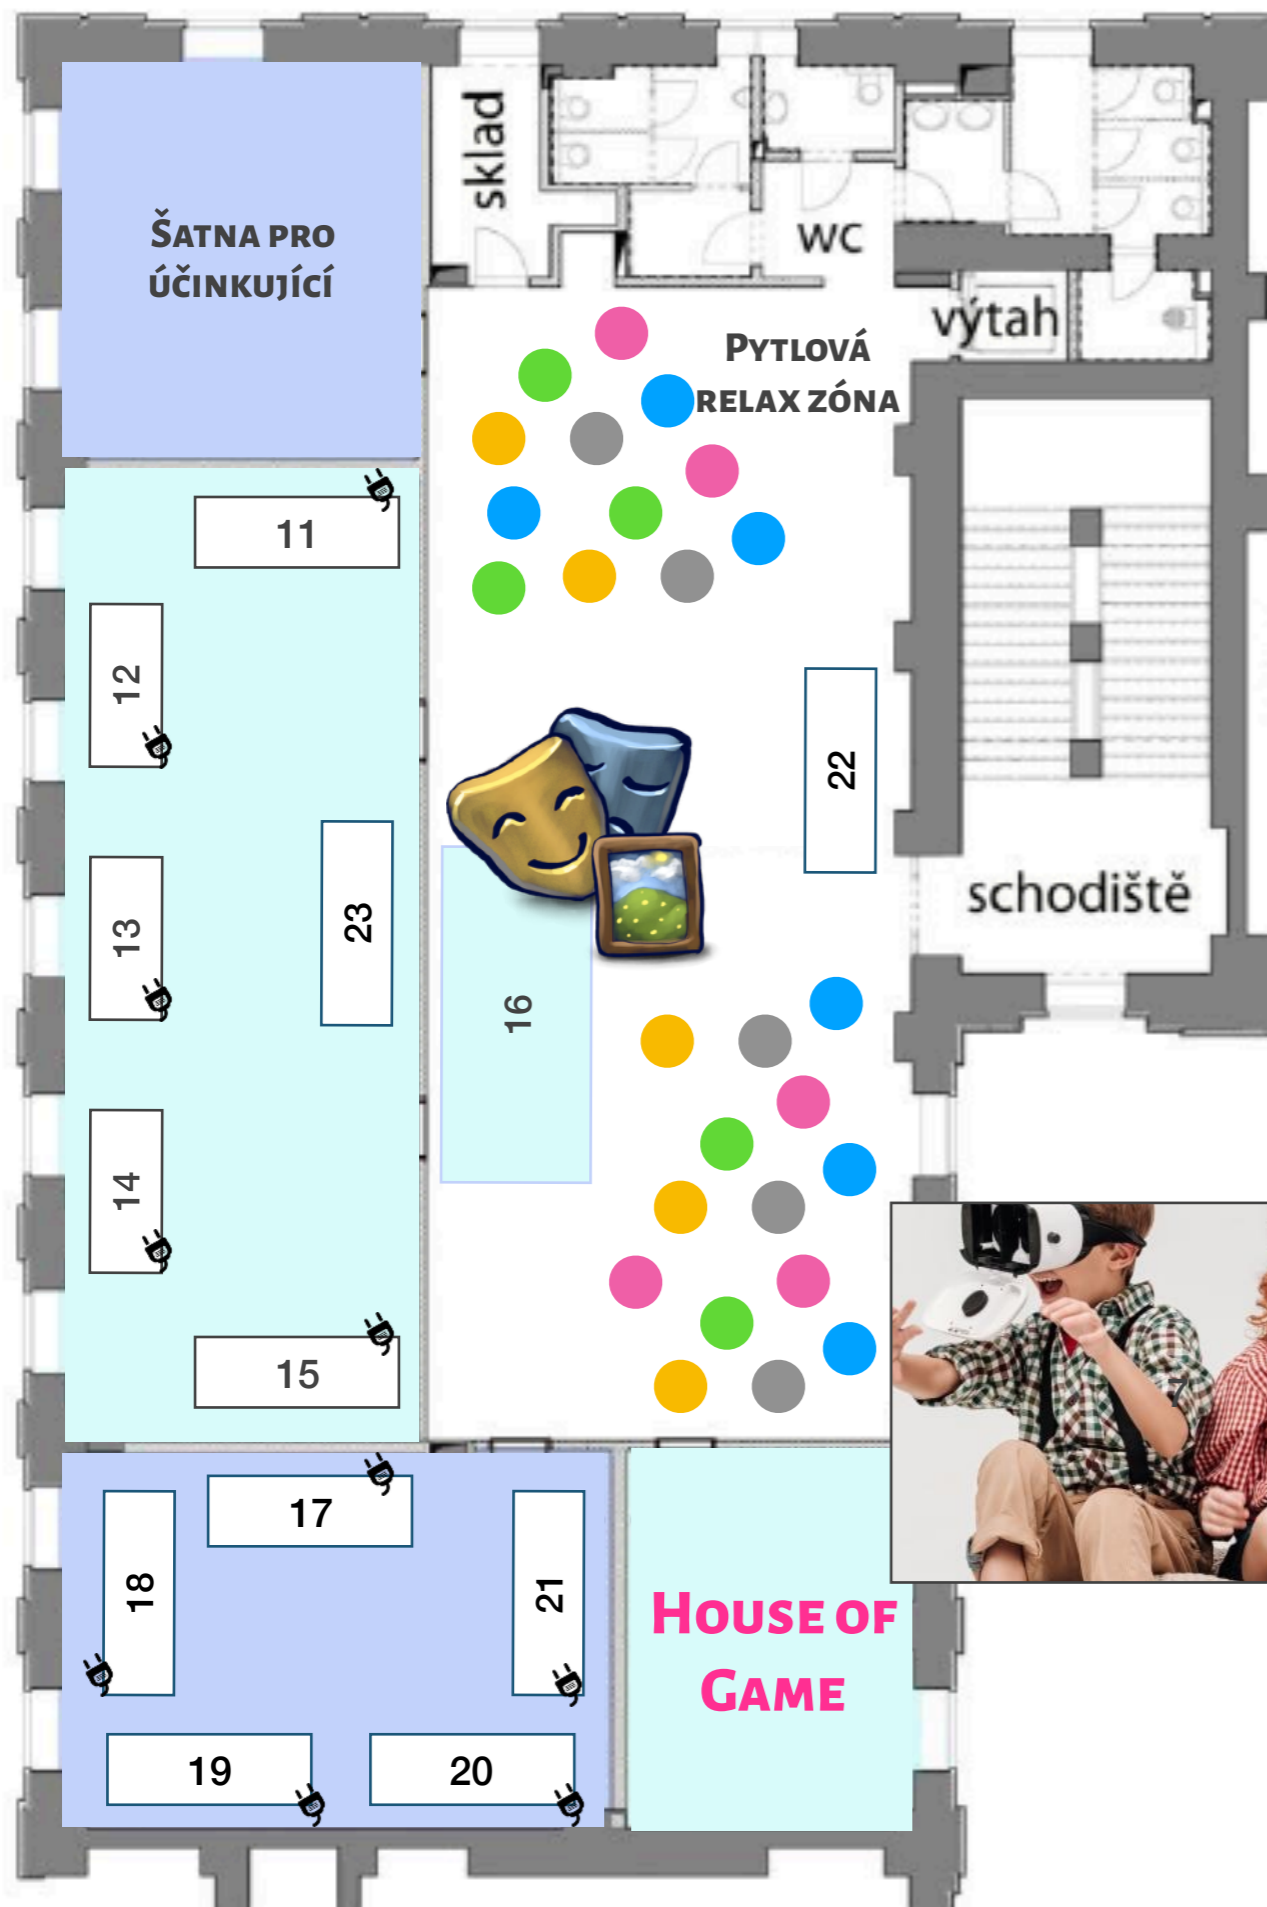 sklad
ŠATNA PRO
ÚČINKUJÍCÍ
WC
výtah
PYTLOVÁ
RELAX ZÓNA
11
12
22
23
schodiště
13
16
14
15
7
17
18
21
HOUSE OF
GAME
19
20